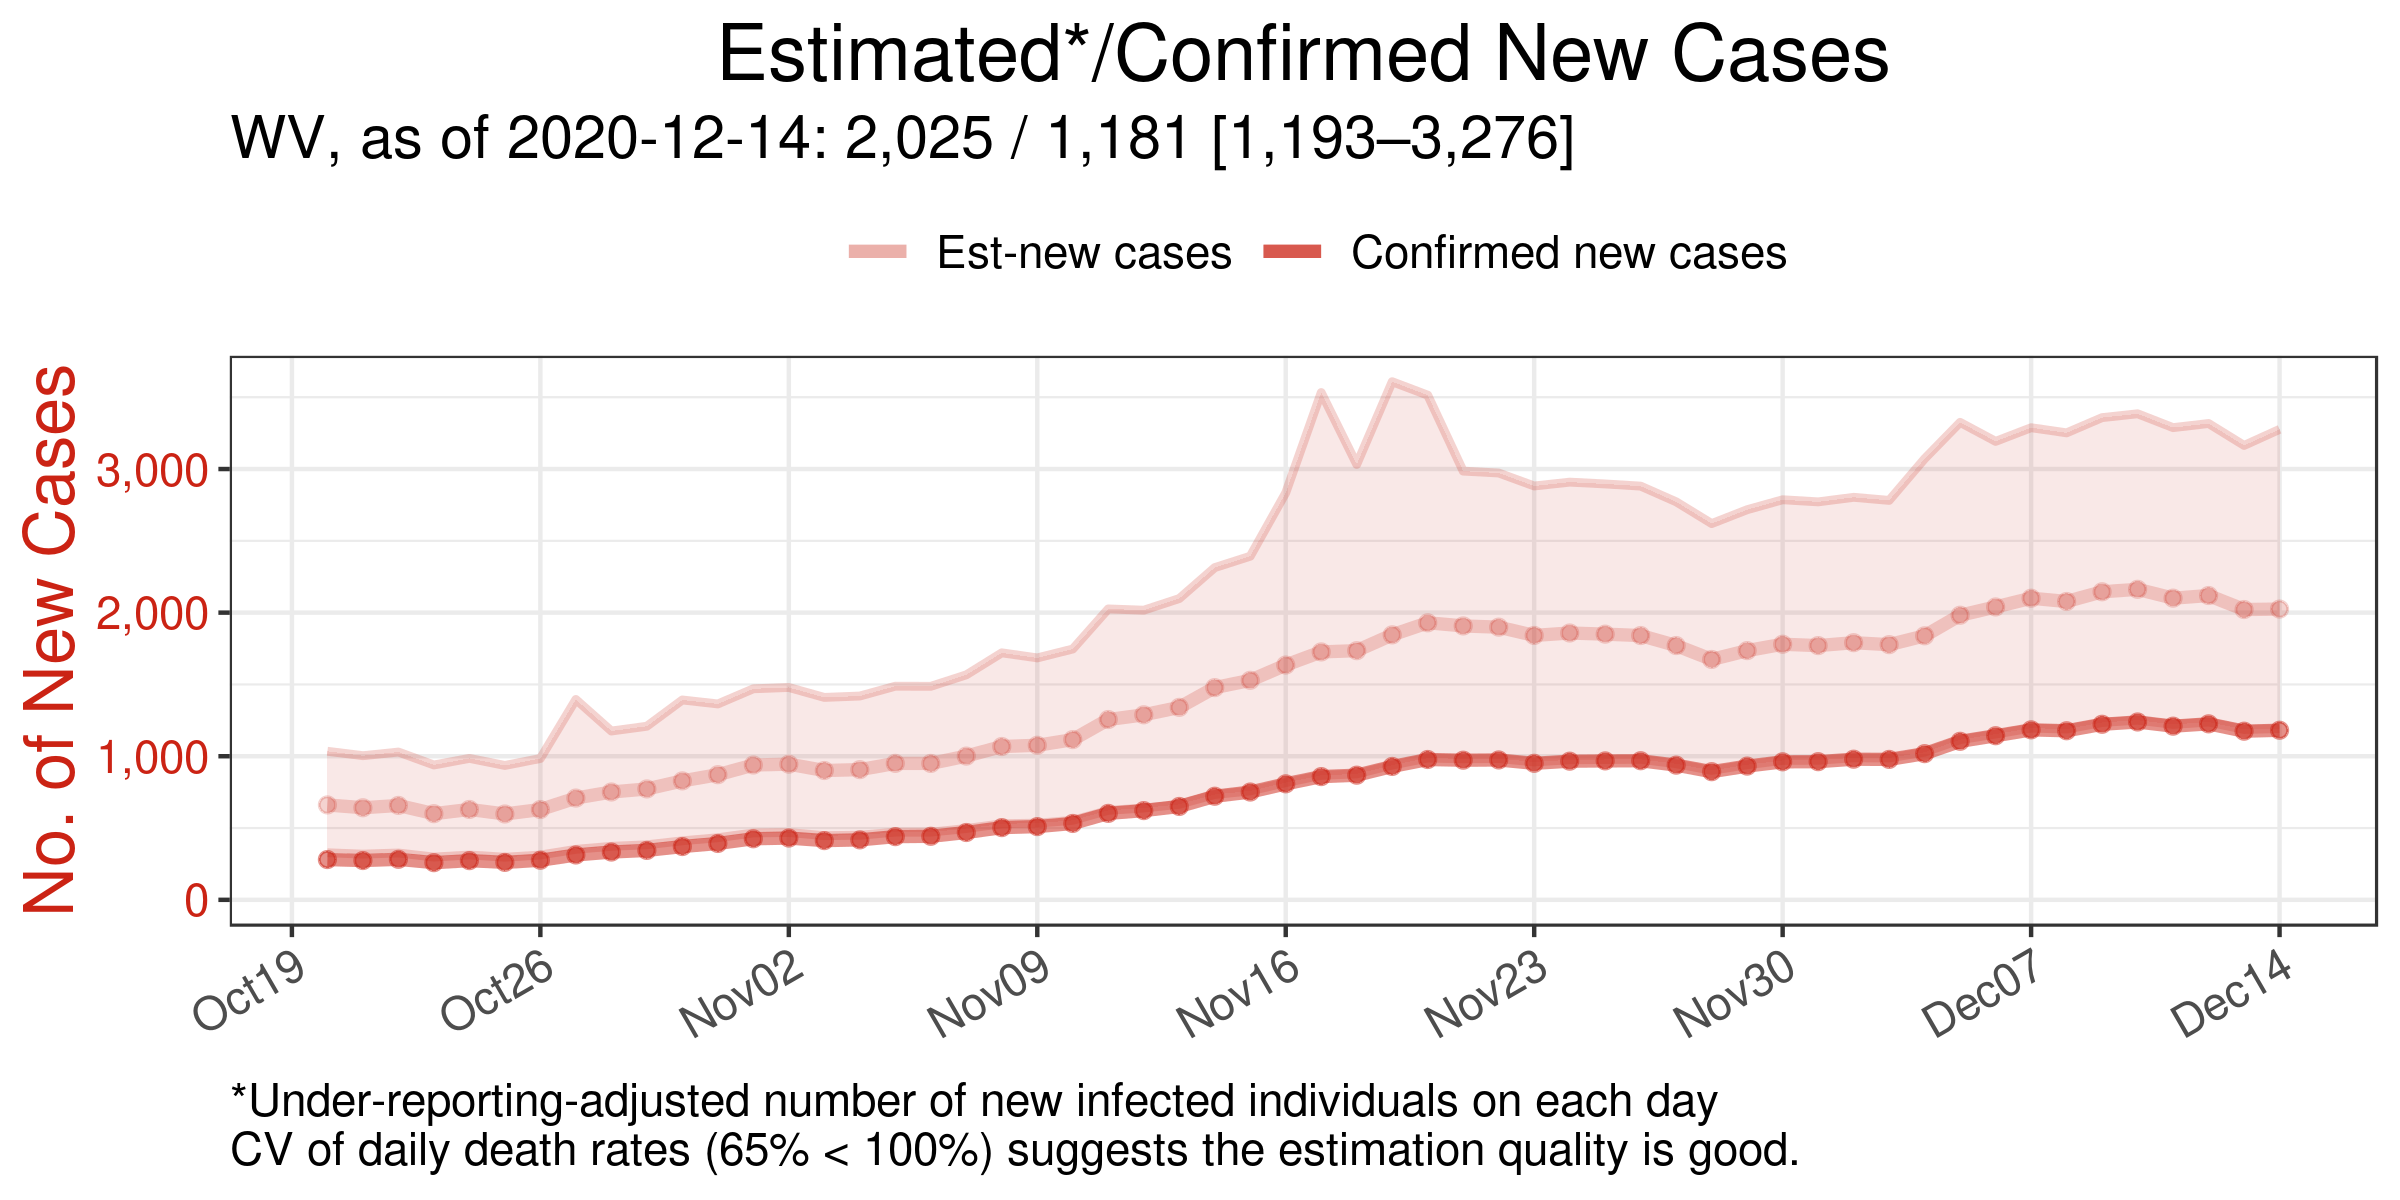 Estimated*/Confirmed New Cases
WV, as of 2020-12-14: 2,025 / 1,181 [1,193–3,276]
Est-new cases
Confirmed new cases
No. of New Cases
3,000
2,000
1,000
0
Oct19
Oct26
Nov02
Nov09
Nov16
Nov23
Nov30
Dec07
Dec14
*Under-reporting-adjusted number of new infected individuals on each day
CV of daily death rates (65% < 100%) suggests the estimation quality is good.